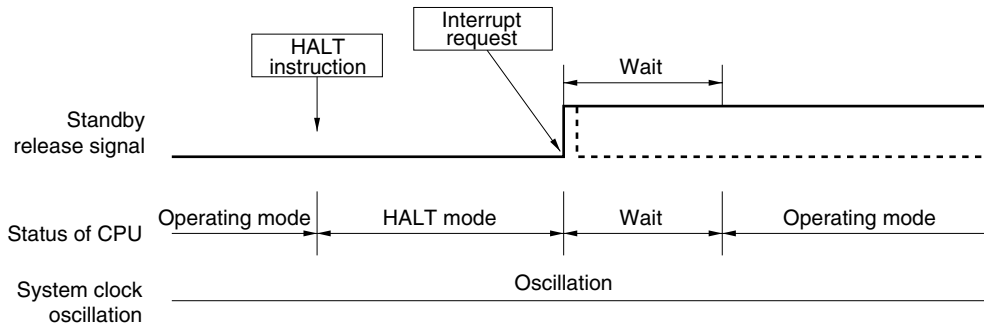 Interrupt
request
HALT
instruction
Wait
Standby
release signal
Status of CPU
Operating mode
HALT mode
Wait
Operating mode
System clock
oscillation
Oscillation